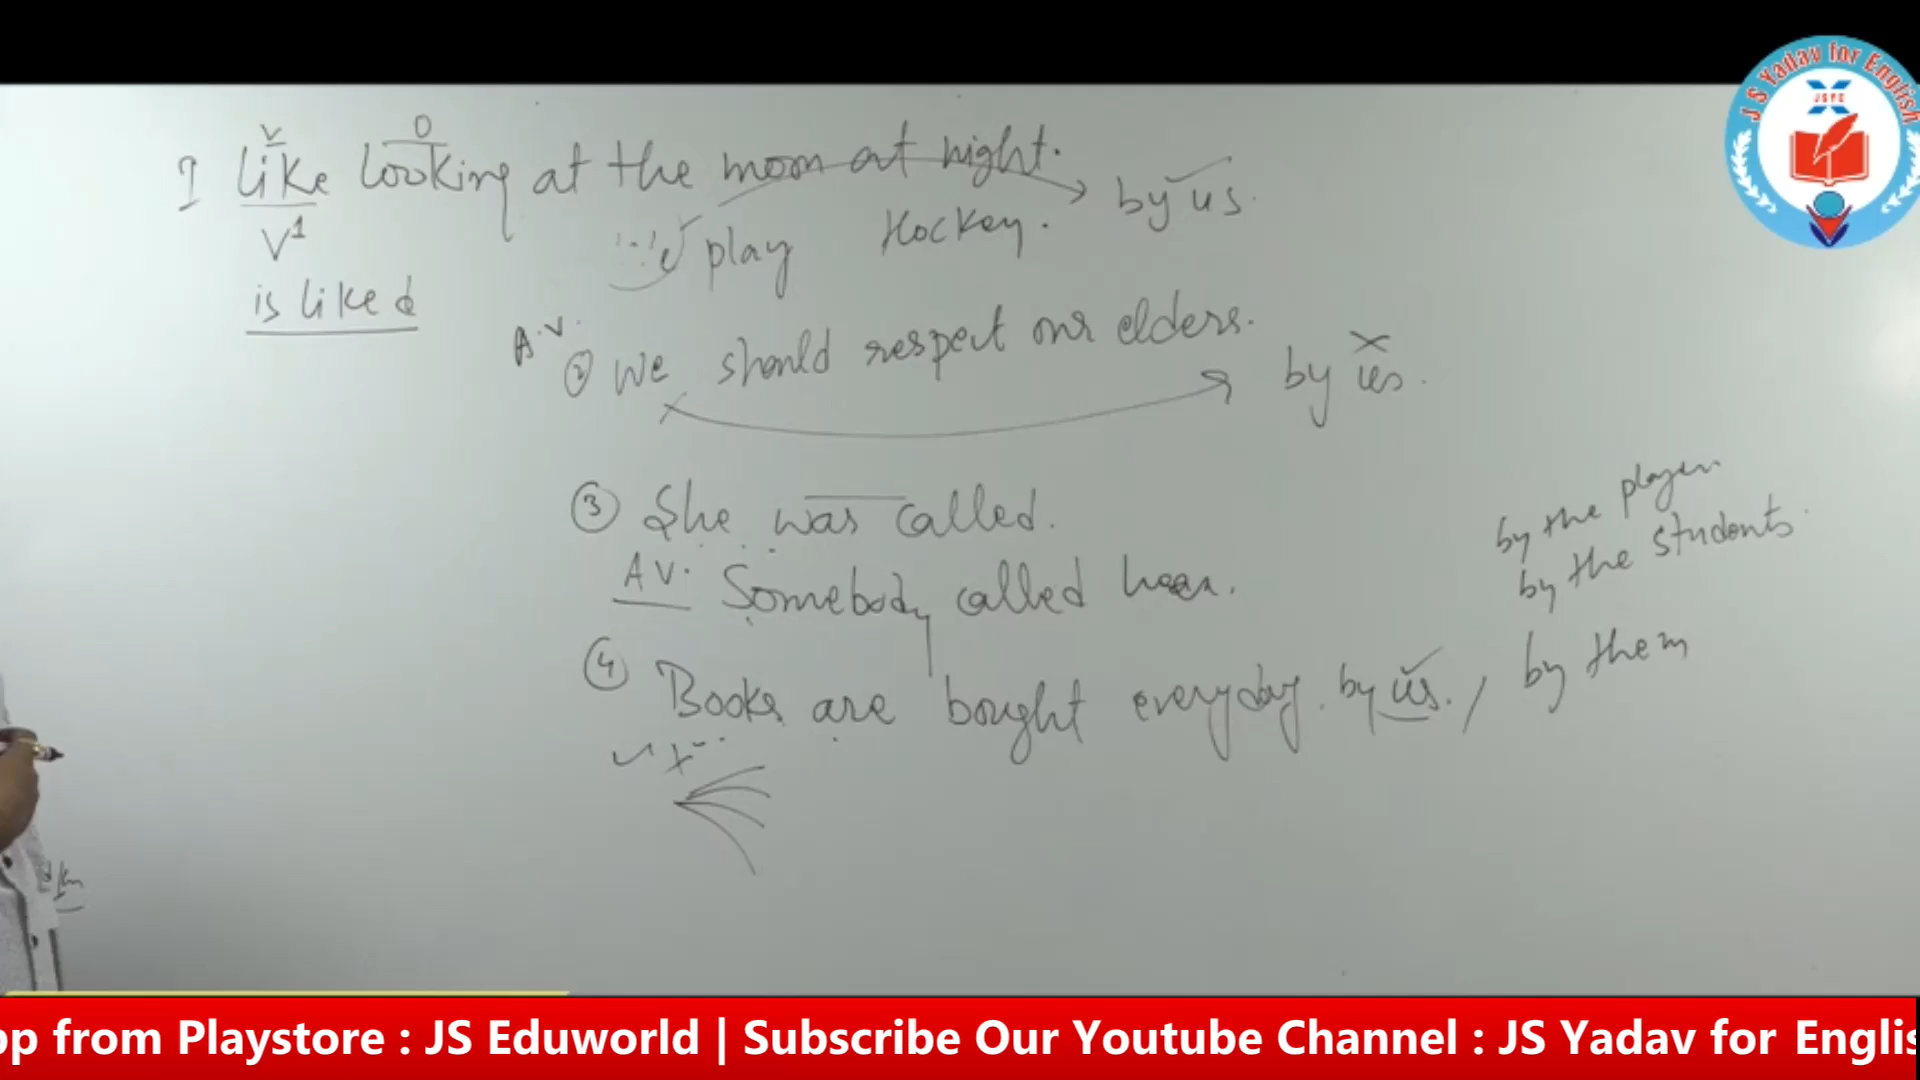 I like looking at the moon at night.
V
O
V1
is liked
play Hockey. by us.
A.V.
② We should respect our elders. by us.
③ She was called.
A V. Somebody called her.
④ Books are bought everyday. by us. / by them
by the player
by the students
J S Yadav for English
JSYE
pp from Playstore : JS Eduworld | Subscribe Our Youtube Channel : JS Yadav for Englis